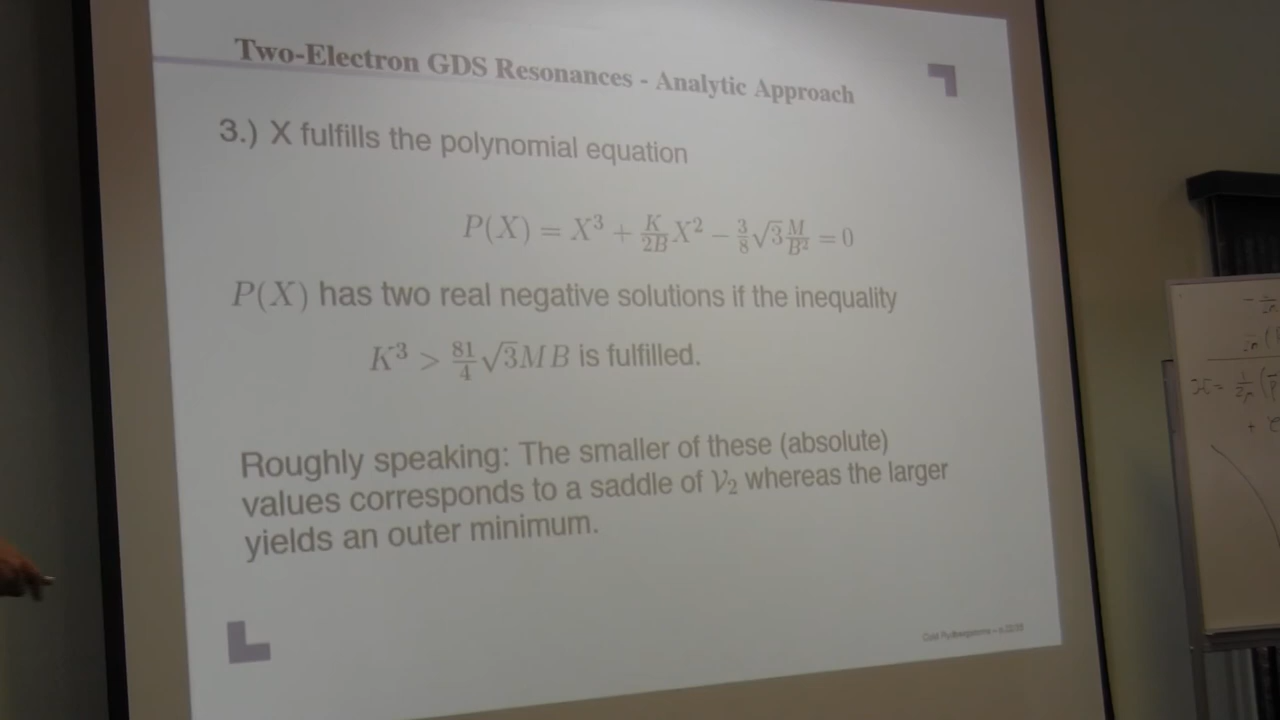 Two-Electron GDS Resonances - Analytic Approach
3.) X fulfills the polynomial equation
P(X) = X³ + K/2B X² − 3/8 √3 M/B² = 0
P(X) has two real negative solutions if the inequality
K³ > 81/4 √3MB is fulfilled.
Roughly speaking: The smaller of these (absolute)
values corresponds to a saddle of V₂ whereas the larger
yields an outer minimum.